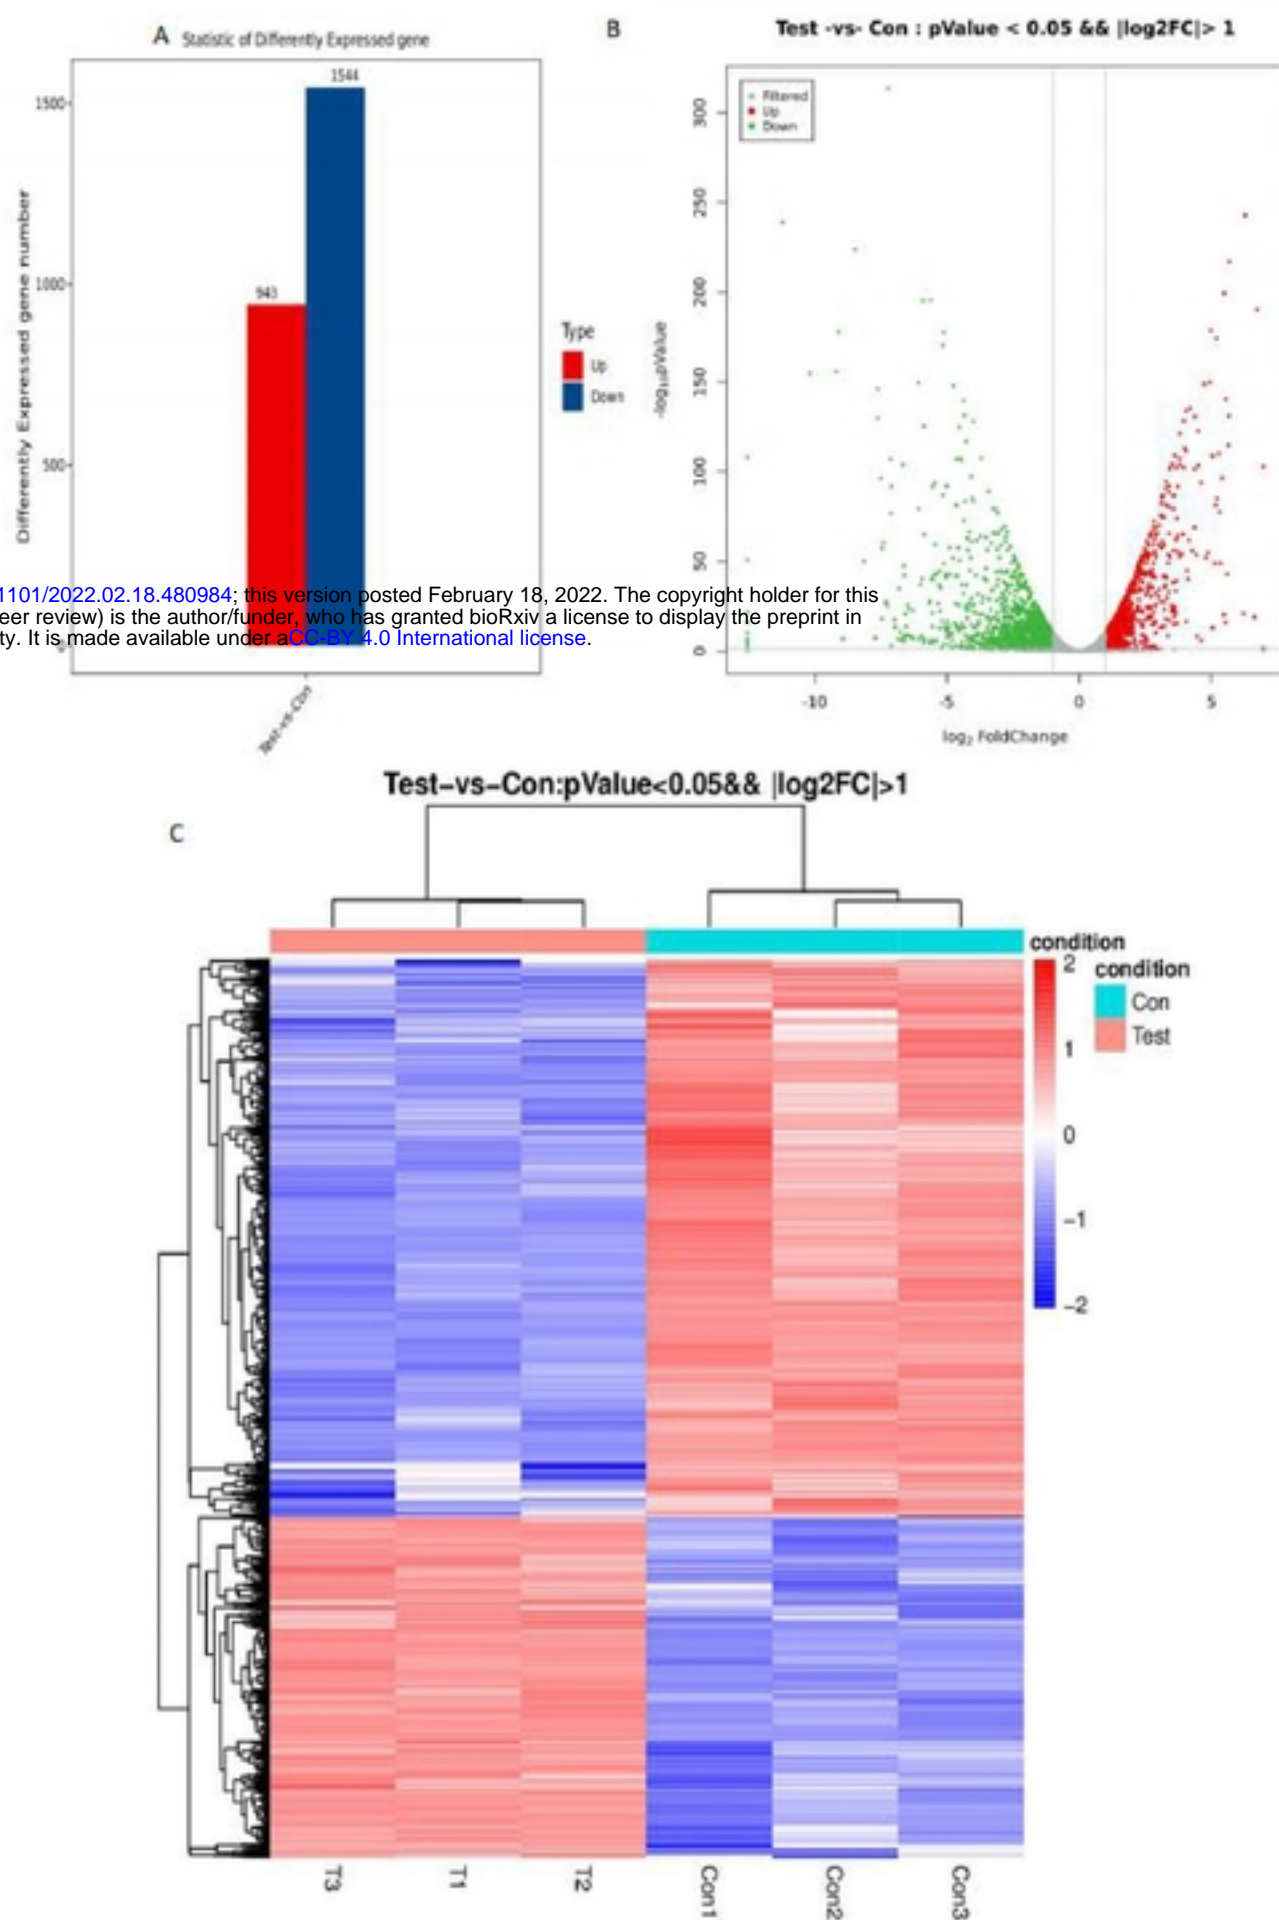 A Statistic of Differently Expressed gene
1544
1500
943
1000
500
0
Differently Expressed gene number
Type
Up
Down
Test-vs-Con
B Test -vs- Con : pValue < 0.05 && |log2FC|> 1
Filtered
Up
Down
300
250
200
150
100
50
0
-log10pValue
-10 -5 0 5
log2 FoldChange
1101/2022.02.18.480984; this version posted February 18, 2022. The copyright holder for this
eer review) is the author/funder, who has granted bioRxiv a license to display the preprint in
ty. It is made available under aCC-BY 4.0 International license.
Test-vs-Con:pValue<0.05&& |log2FC|>1
C
condition
2
1
0
-1
-2
condition
Con
Test
T3 T1 T2 Con1 Con2 Con3